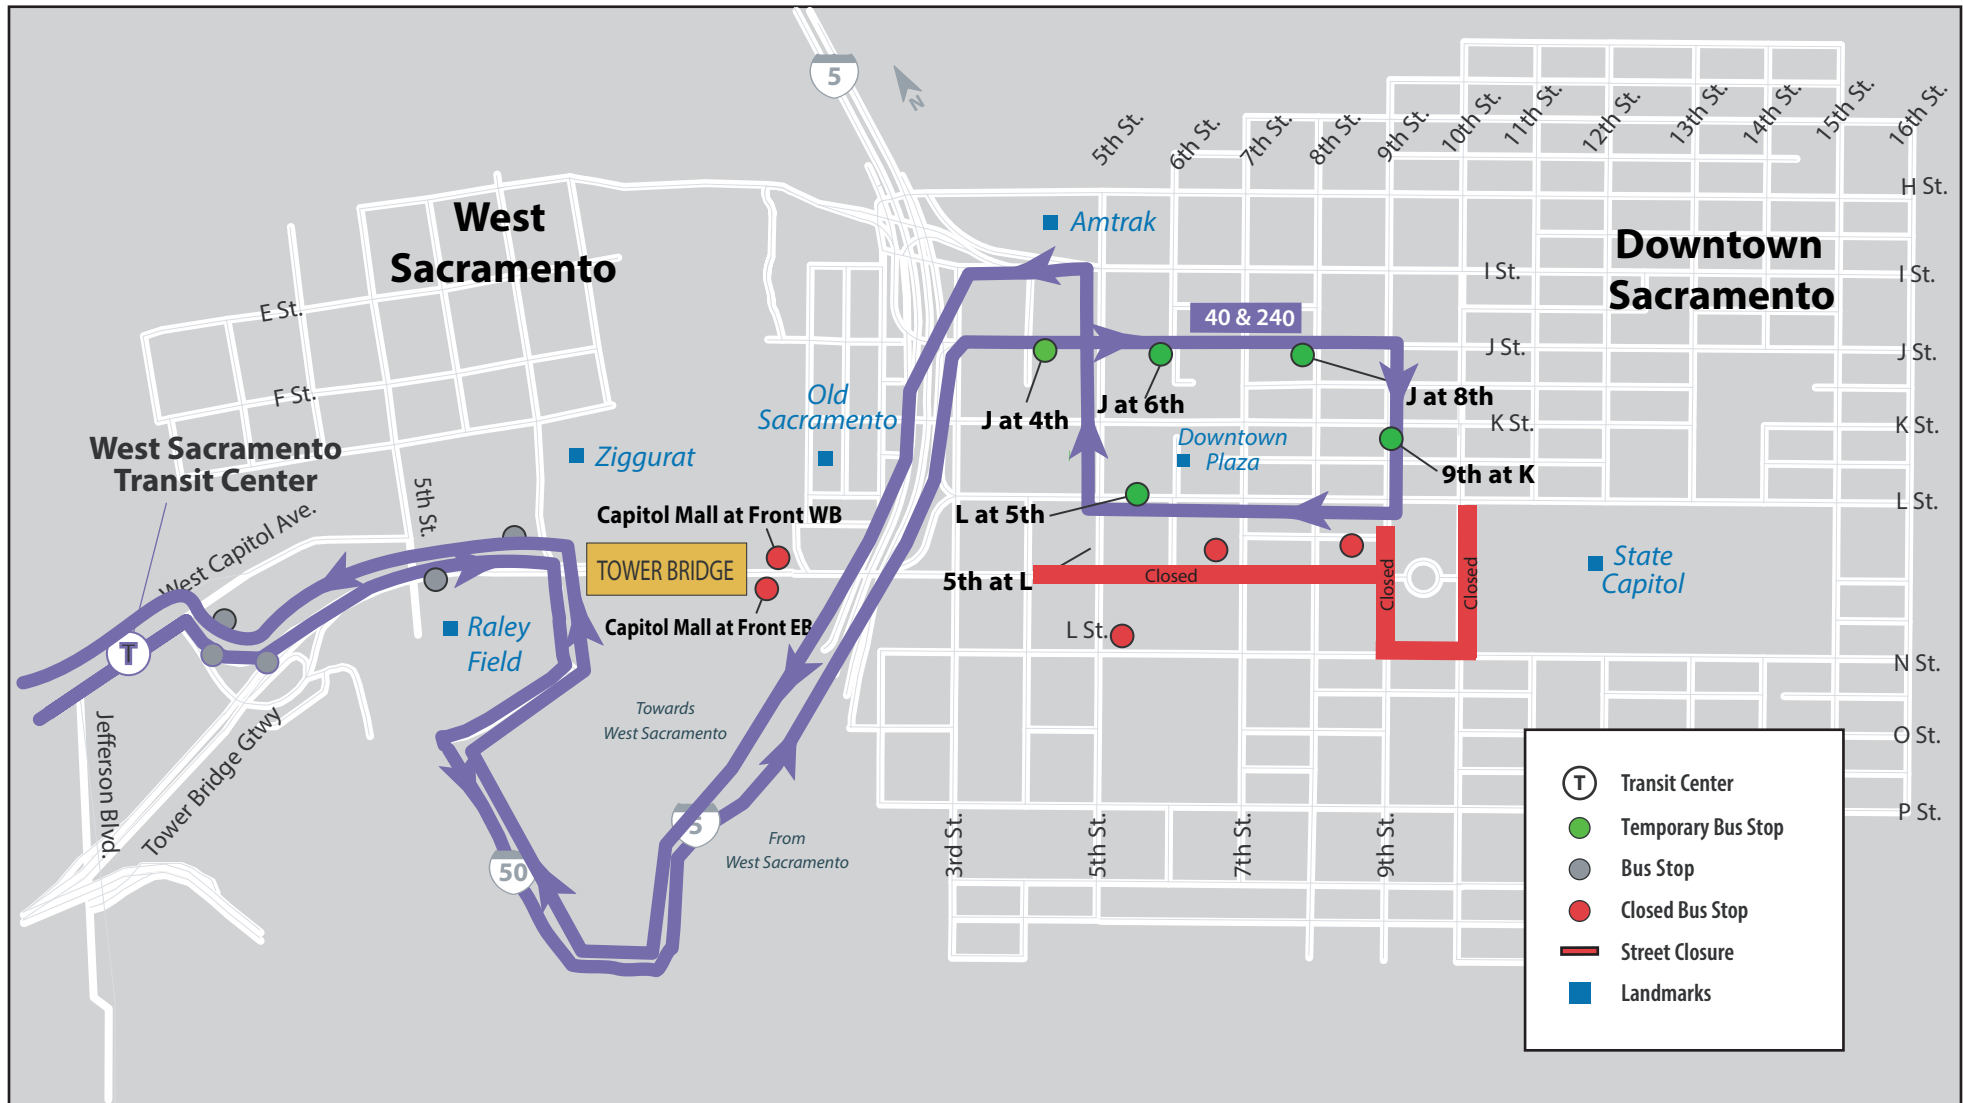 5
N
5th St.
6th St.
7th St.
8th St.
9th St.
10th St.
11th St.
12th St.
13th St.
14th St.
15th St.
16th St.
H St.
West
Sacramento
Amtrak
Downtown
Sacramento
I St.
I St.
E St.
40 & 240
J St.
J St.
F St.
Old
Sacramento
J at 4th
J at 6th
J at 8th
K St.
K St.
West Sacramento
Transit Center
Ziggurat
Downtown
Plaza
9th at K
5th St.
L St.
West Capitol Ave.
Capitol Mall at Front WB
L at 5th
TOWER BRIDGE
5th at L
Closed
Closed
Closed
State
Capitol
Capitol Mall at Front EB
L St.
Raley
Field
T
N St.
Towards
West Sacramento
Jefferson Blvd.
Tower Bridge Gtwy
O St.
5
From
West Sacramento
50
3rd St.
5th St.
7th St.
9th St.
P St.
T Transit Center
Temporary Bus Stop
Bus Stop
Closed Bus Stop
Street Closure
Landmarks